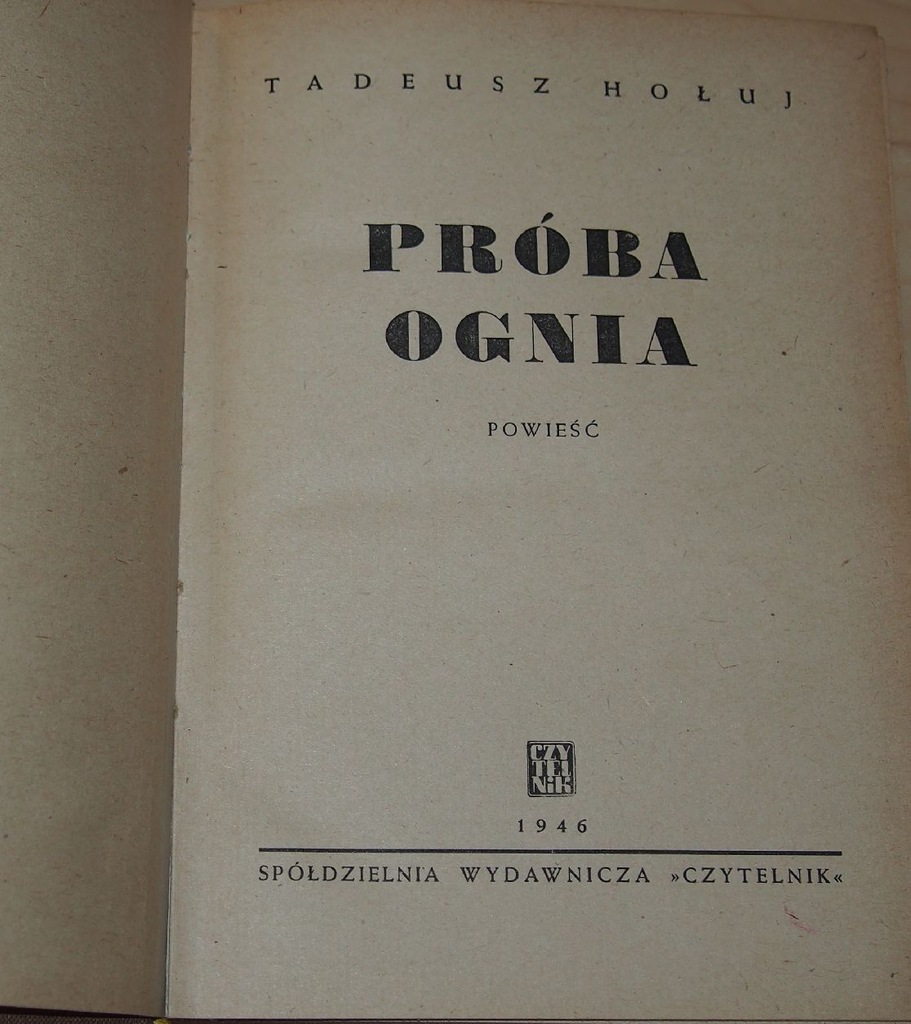 TADEUSZ HOŁUJ
PRÓBA
OGNIA
POWIEŚĆ
CZY
TEL
NiK
1946
SPÓŁDZIELNIA WYDAWNICZA »CZYTELNIK«